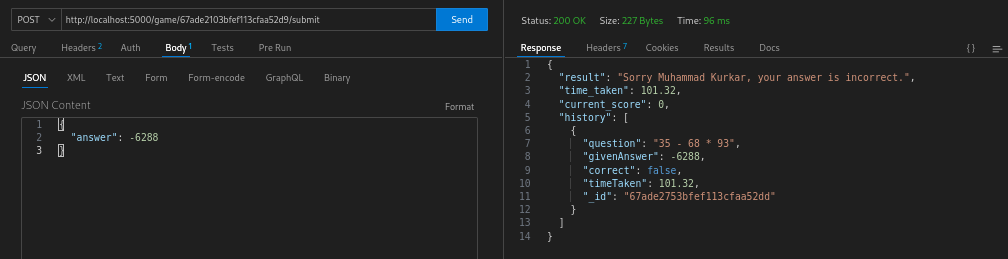 POST http://localhost:5000/game/67ade2103bfef113cfaa52d9/submit Send
Query Headers 2 Auth Body 1 Tests Pre Run
JSON XML Text Form Form-encode GraphQL Binary
JSON Content Format
1 {
2 "answer": -6288
3 }
Status: 200 OK Size: 227 Bytes Time: 96 ms
Response Headers 7 Cookies Results Docs {}
1 {
2 "result": "Sorry Muhammad Kurkar, your answer is incorrect.",
3 "time_taken": 101.32,
4 "current_score": 0,
5 "history": [
6 {
7 "question": "35 - 68 * 93",
8 "givenAnswer": -6288,
9 "correct": false,
10 "timeTaken": 101.32,
11 "_id": "67ade2753bfef113cfaa52dd"
12 }
13 ]
14 }